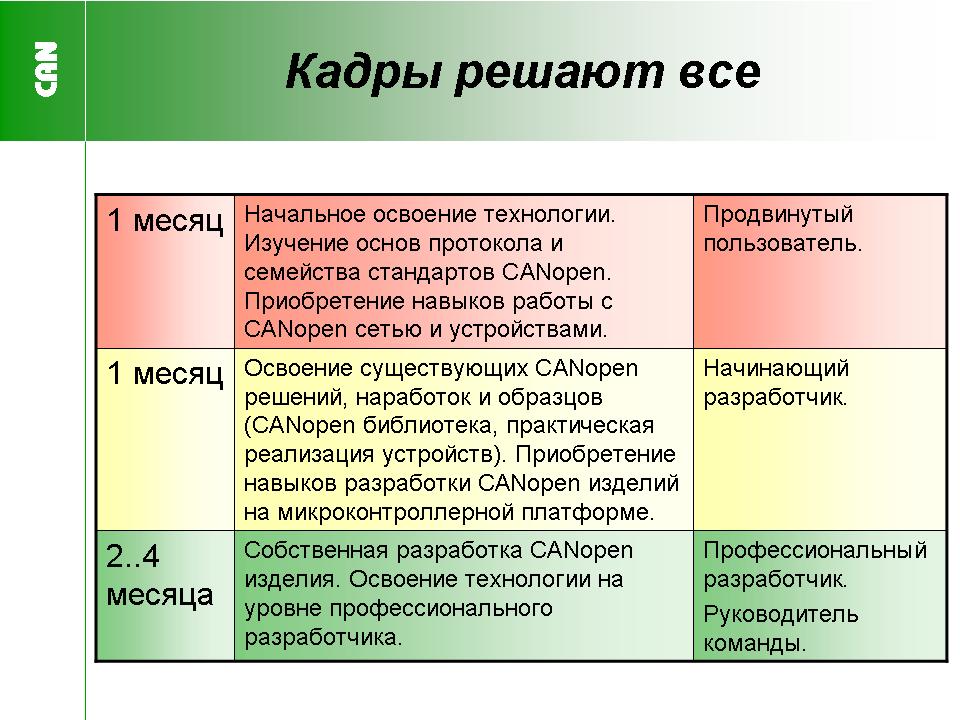 CAN
Кадры решают все
1 месяц
Начальное освоение технологии.
Изучение основ протокола и
семейства стандартов CANopen.
Приобретение навыков работы с
CANopen сетью и устройствами.
Продвинутый
пользователь.
1 месяц
Освоение существующих CANopen
решений, наработок и образцов
(CANopen библиотека, практическая
реализация устройств). Приобретение
навыков разработки CANopen изделий
на микроконтроллерной платформе.
Начинающий
разработчик.
2..4
месяца
Собственная разработка CANopen
изделия. Освоение технологии на
уровне профессионального
разработчика.
Профессиональный
разработчик.
Руководитель
команды.